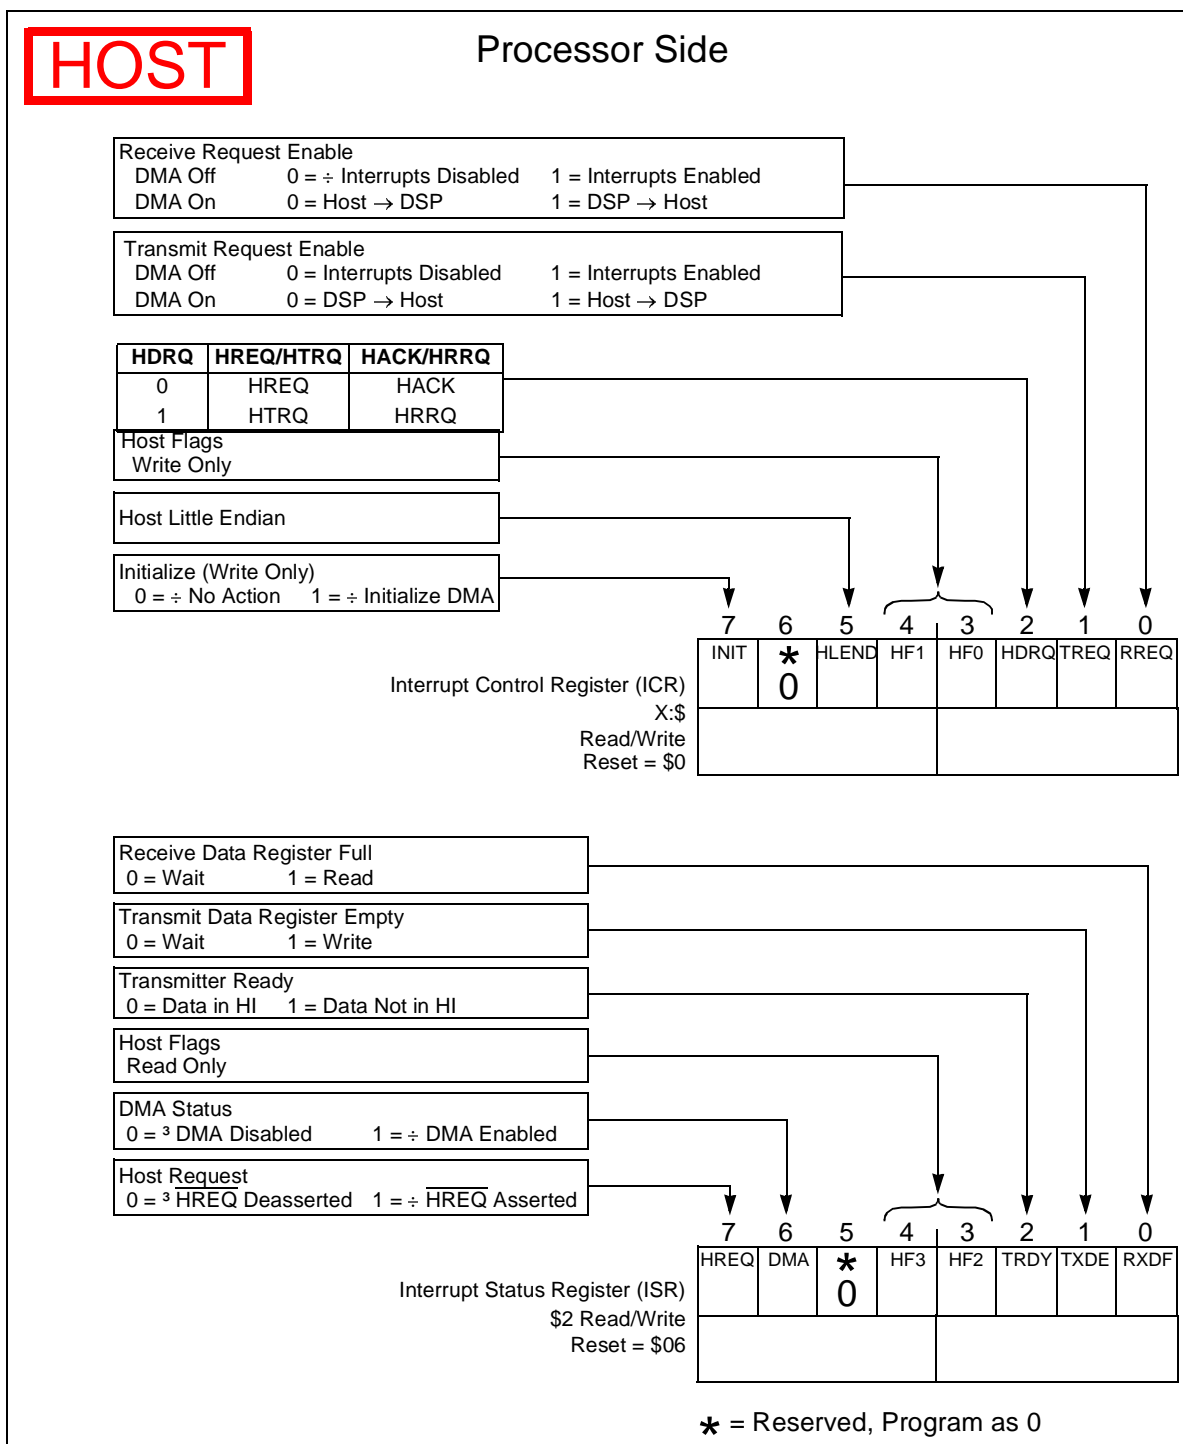 HOST
Processor Side
Receive Request Enable
DMA Off 0 = ÷ Interrupts Disabled 1 = Interrupts Enabled
DMA On 0 = Host → DSP 1 = DSP → Host
Transmit Request Enable
DMA Off 0 = Interrupts Disabled 1 = Interrupts Enabled
DMA On 0 = DSP → Host 1 = Host → DSP
HDRQ HREQ/HTRQ HACK/HRRQ
0 HREQ HACK
1 HTRQ HRRQ
Host Flags
Write Only
Host Little Endian
Initialize (Write Only)
0 = ÷ No Action 1 = ÷ Initialize DMA
7 6 5 4 3 2 1 0
INIT * HLEND HF1 HF0 HDRQ TREQ RREQ
0
Interrupt Control Register (ICR)
X:$
Read/Write
Reset = $0
Receive Data Register Full
0 = Wait 1 = Read
Transmit Data Register Empty
0 = Wait 1 = Write
Transmitter Ready
0 = Data in HI 1 = Data Not in HI
Host Flags
Read Only
DMA Status
0 = ³ DMA Disabled 1 = ÷ DMA Enabled
Host Request
0 = ³ HREQ Deasserted 1 = ÷ HREQ Asserted
7 6 5 4 3 2 1 0
HREQ DMA * HF3 HF2 TRDY TXDE RXDF
0
Interrupt Status Register (ISR)
$2 Read/Write
Reset = $06
* = Reserved, Program as 0